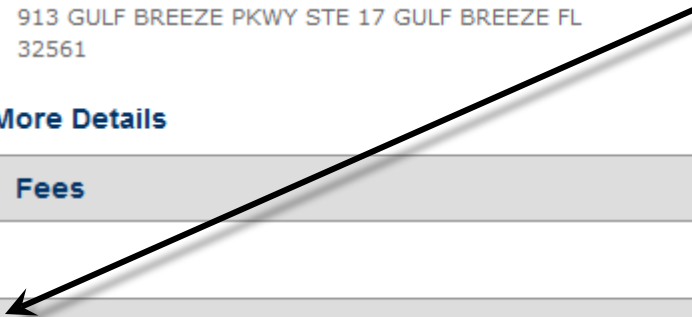 913 GULF BREEZE PKWY STE 17 GULF BREEZE FL
32561
More Details
Fees